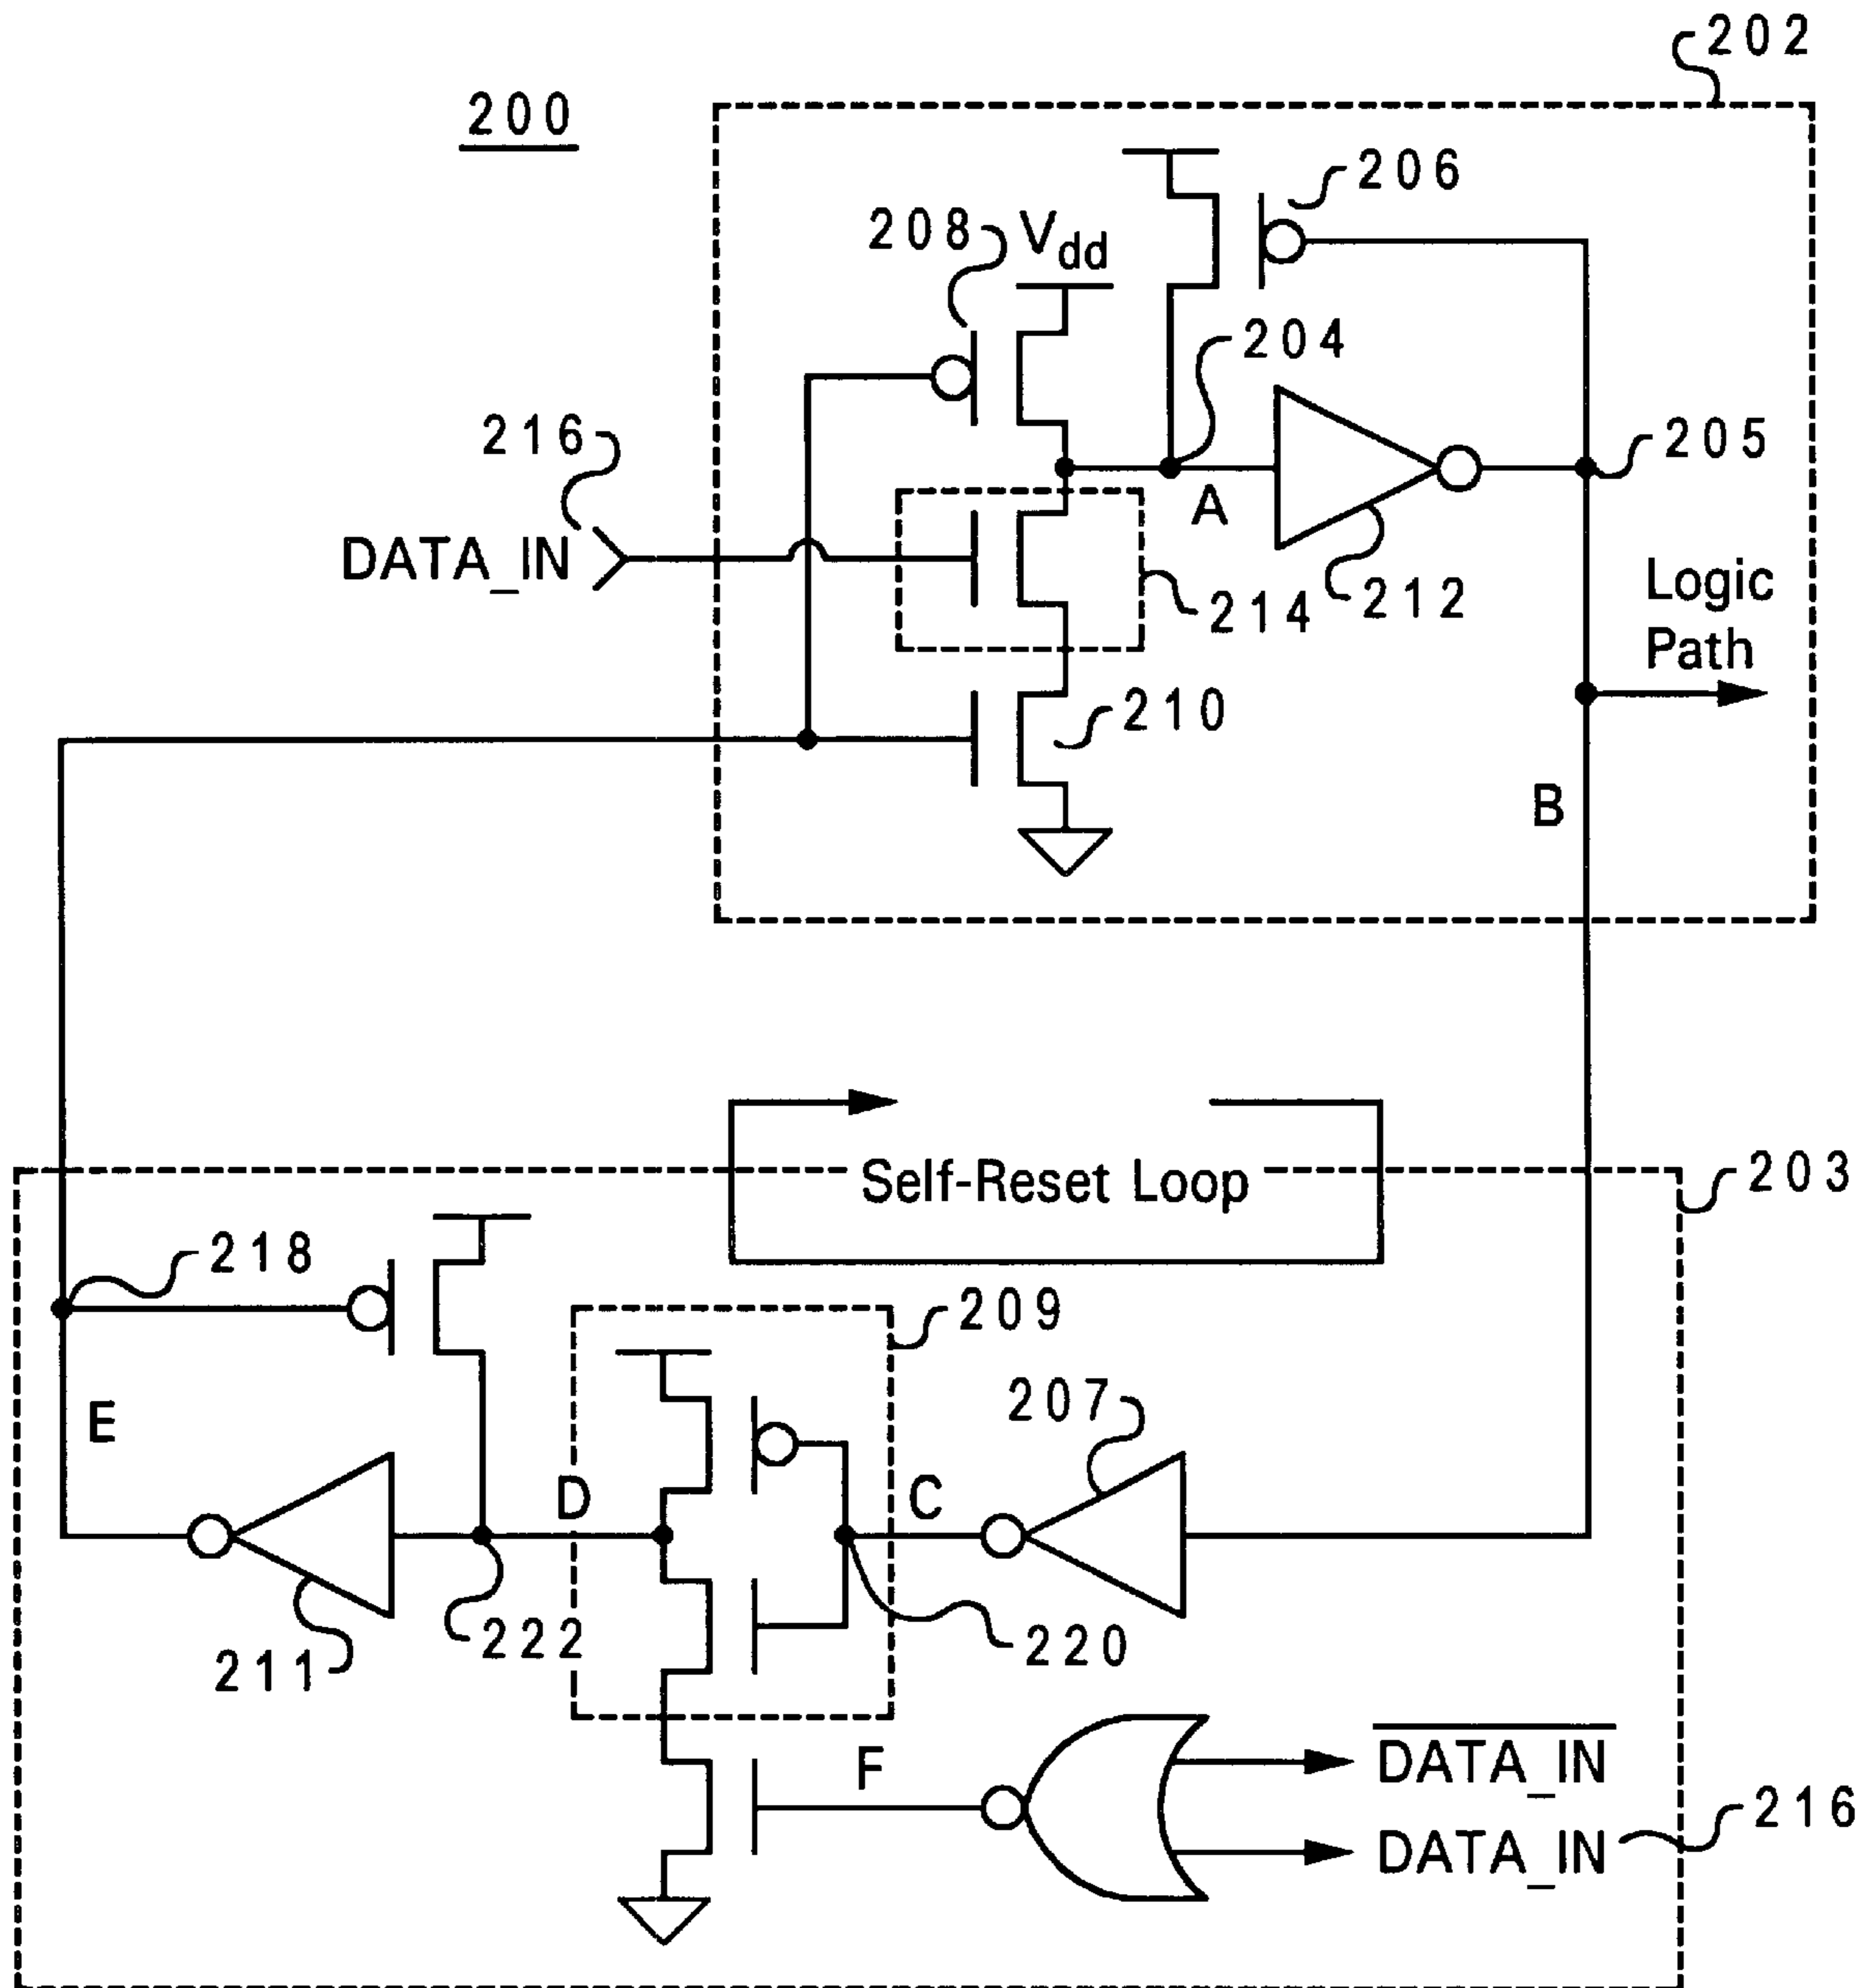 202
200
206
208
Vdd
204
216
205
A
DATA_IN
Logic
Path
214
212
210
B
Self-Reset Loop
203
218
209
207
E
D
C
222
220
211
F
DATA_IN
DATA_IN
216